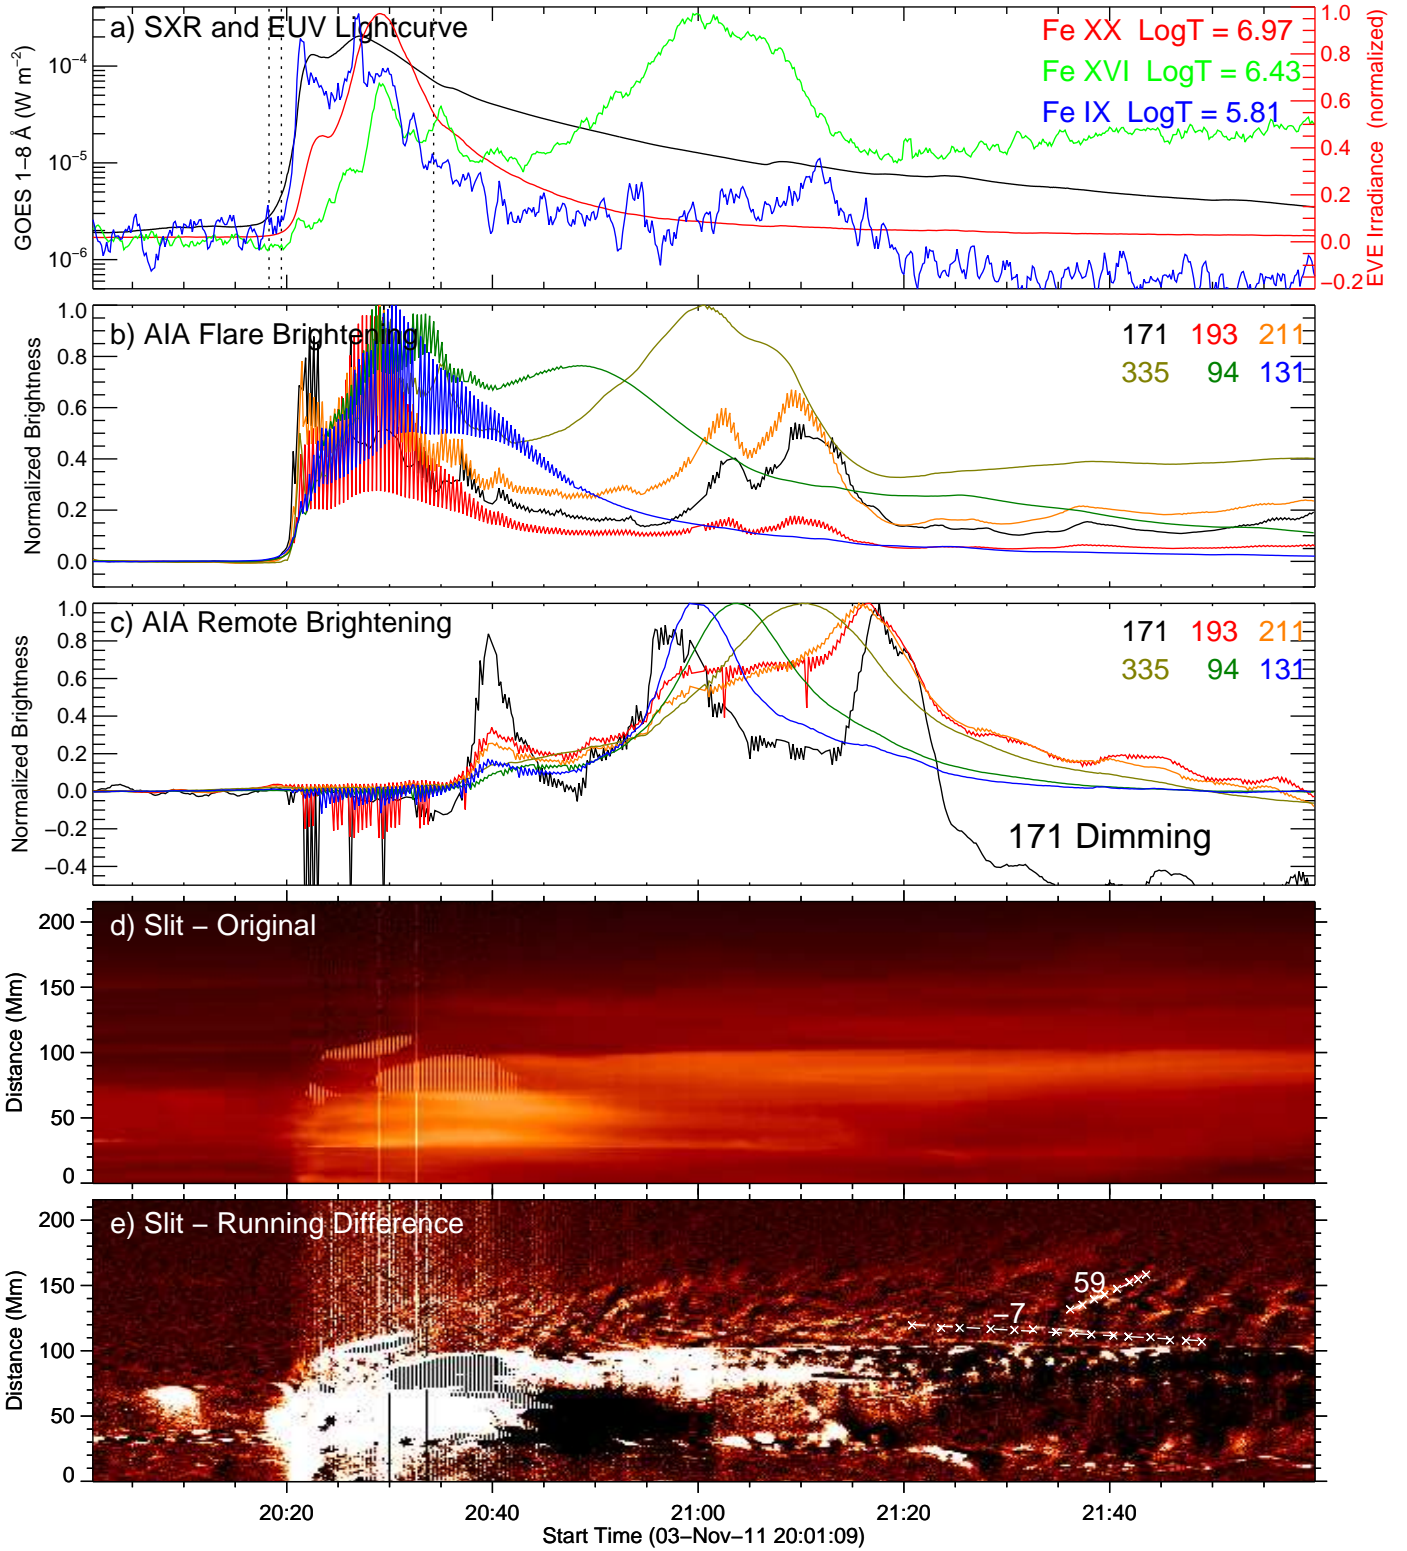 a) SXR and EUV Lightcurve
Fe XX LogT = 6.97
Fe XVI LogT = 6.43
Fe IX LogT = 5.81
GOES 1−8 Å (W m−2)
10−4
10−5
10−6
1.0
0.8
0.6
0.4
0.2
0.0
−0.2
EVE Irradiance (normalized)
b) AIA Flare Brightening
171 193 211
335 94 131
Normalized Brightness
1.0
0.8
0.6
0.4
0.2
0.0
c) AIA Remote Brightening
171 193 211
335 94 131
171 Dimming
Normalized Brightness
1.0
0.8
0.6
0.4
0.2
0.0
−0.2
−0.4
d) Slit − Original
Distance (Mm)
200
150
100
50
0
e) Slit − Running Difference
59
−7
Distance (Mm)
200
150
100
50
0
20:20 20:40 21:00 21:20 21:40
Start Time (03−Nov−11 20:01:09)